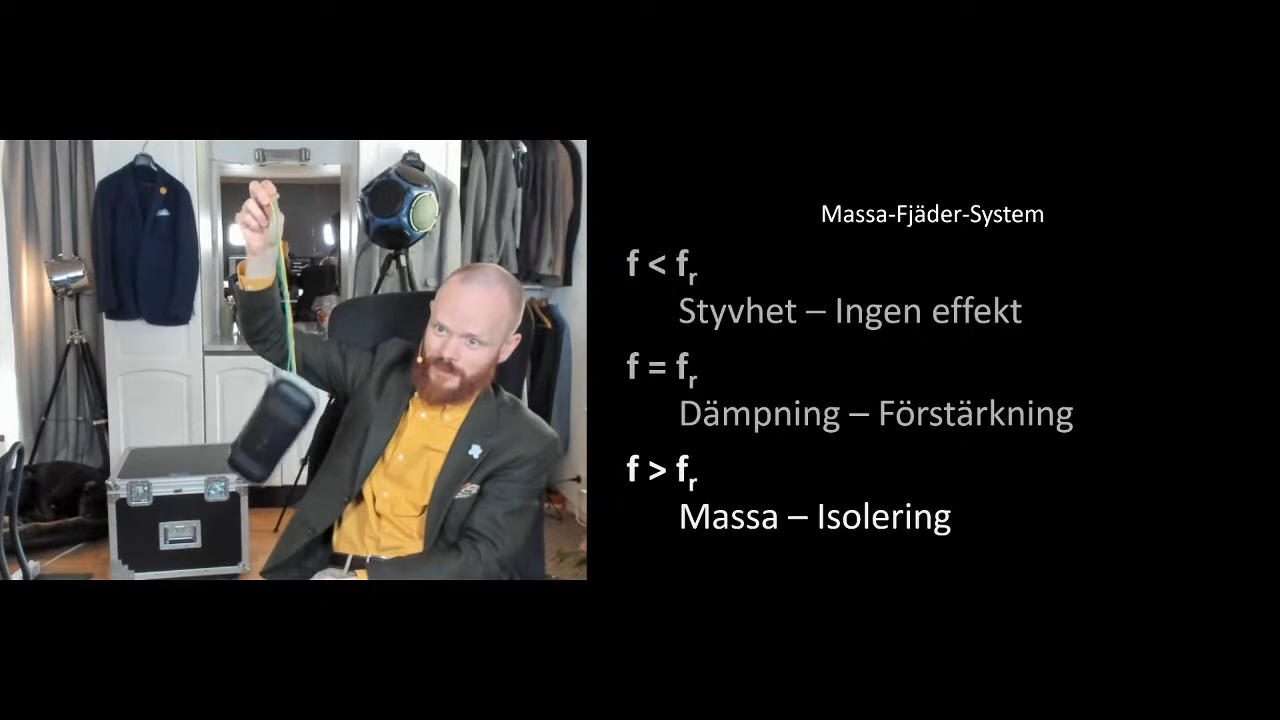 Massa-Fjäder-System
f < fr
Styvhet – Ingen effekt
f = fr
Dämpning – Förstärkning
f > fr
Massa – Isolering